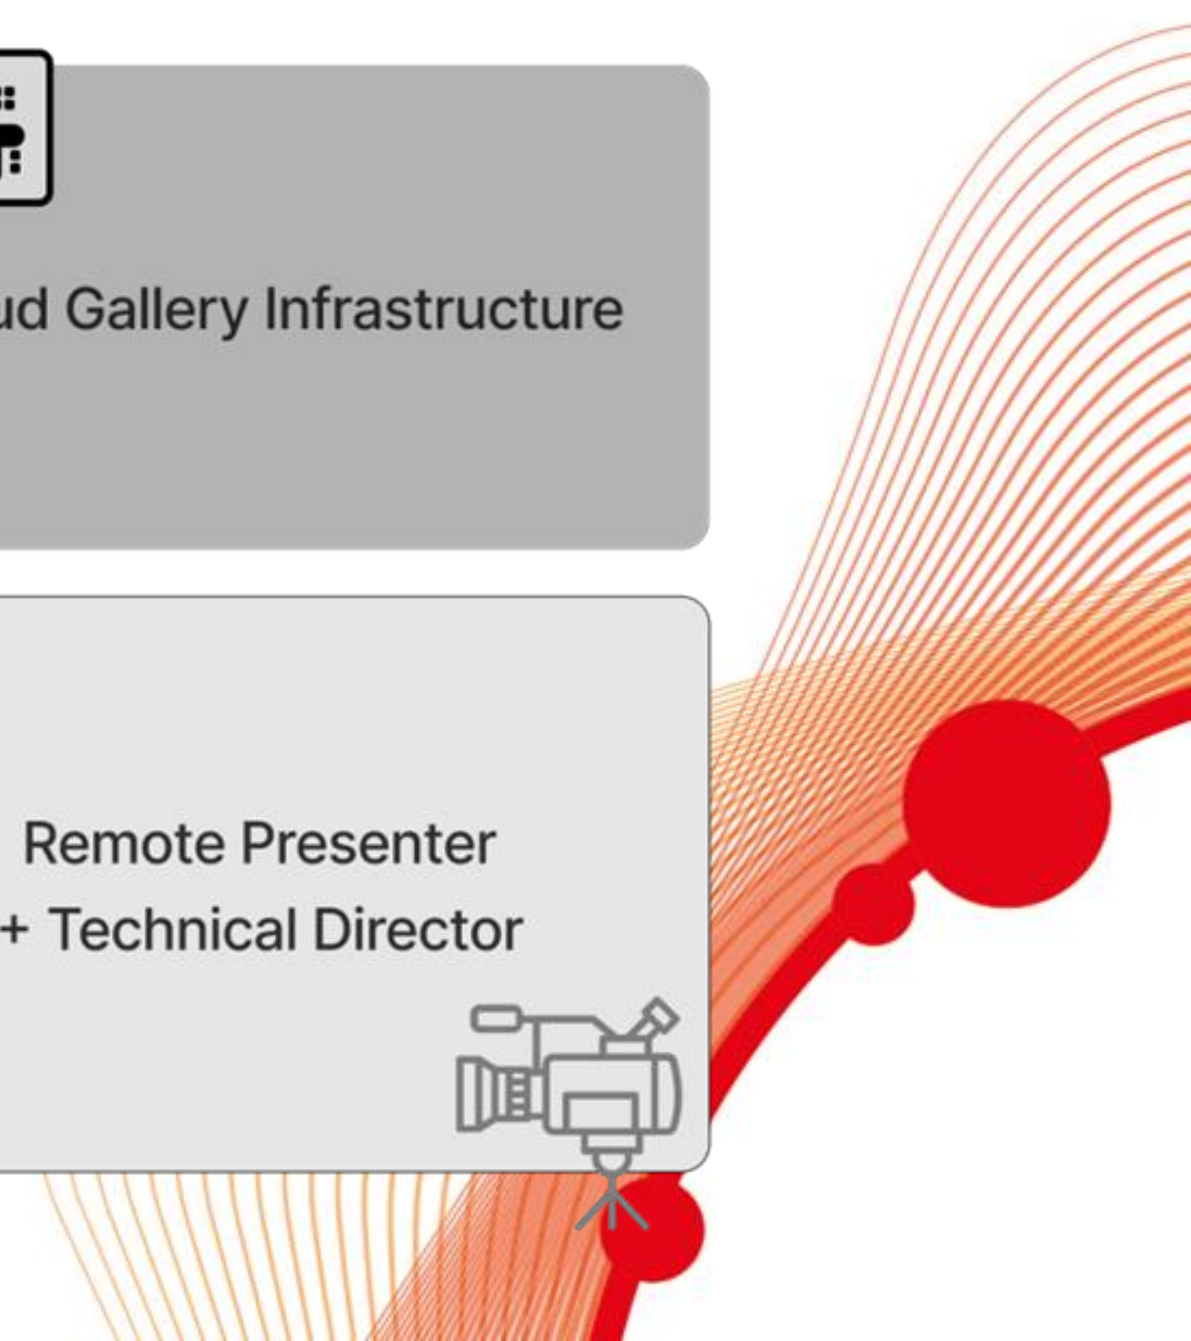 ud Gallery Infrastructure
Remote Presenter
+ Technical Director